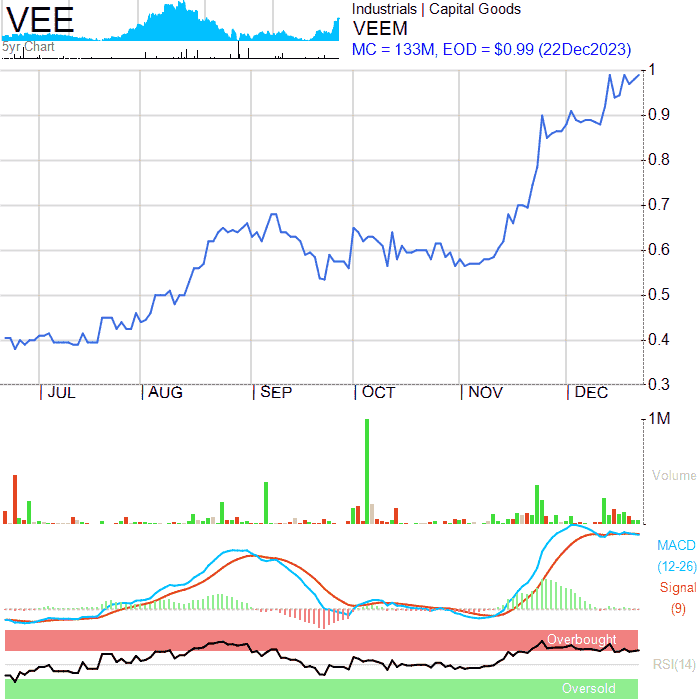 VEE
5yr Chart
Industrials | Capital Goods
VEEM
MC = 133M, EOD = $0.99 (22Dec2023)
1
0.9
0.8
0.7
0.6
0.5
0.4
0.3
JUL AUG SEP OCT NOV DEC
1M
Volume
MACD
(12-26)
Signal
(9)
Overbought
RSI(14)
Oversold